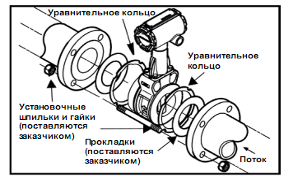 Уравнительное кольцо
Уравнительное
кольцо
Установочные
шпильки и гайки
(поставляются
заказчиком)
Прокладки
(поставляются
заказчиком)
Поток